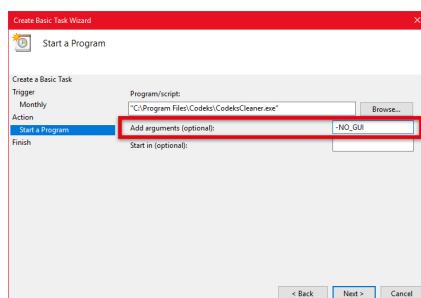 Create Basic Task Wizard
Start a Program
Create a Basic Task
Trigger
Program/script:
Monthly
"C:\Program Files\Codeks\CodeksCleaner.exe"
Browse...
Action
Start a Program
Add arguments (optional):
-NO_GUI
Finish
Start in (optional):
< Back
Next >
Cancel